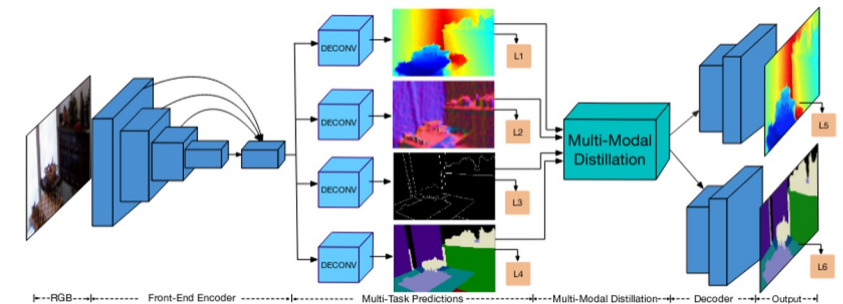 DECONV
L1
DECONV
L2
Multi-Modal
Distillation
L5
DECONV
L3
DECONV
L4
L6
RGB
Front-End Encoder
Multi-Task Predictions
Multi-Modal Distillation
Decoder
Output